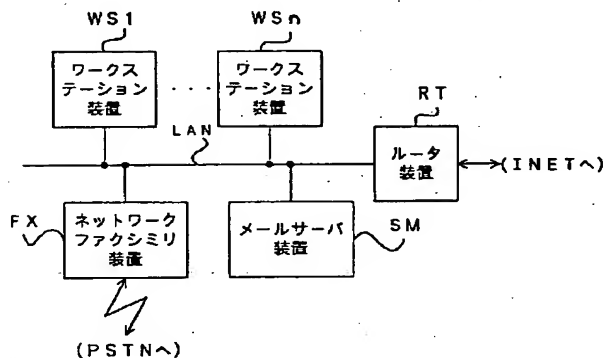 WS1
WSn
ワークス
テーション
装置
・・・
ワークス
テーション
装置
RT
LAN
ルータ
装置
(INETへ)
FX
ネットワーク
ファクシミリ
装置
メールサーバ
装置
SM
(PSTNへ)